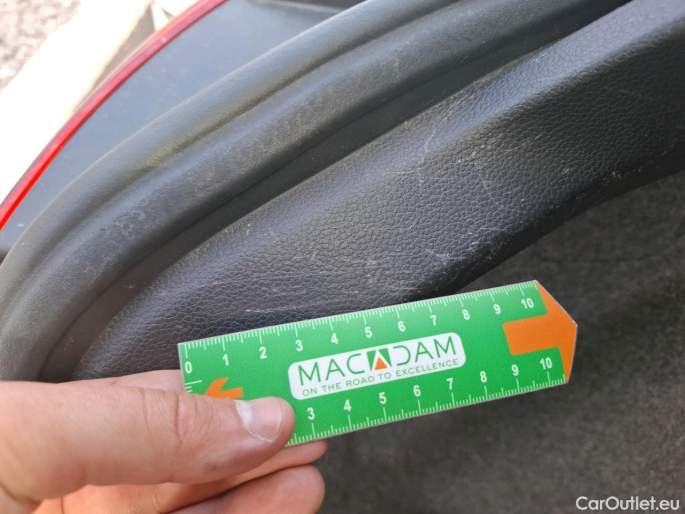 0 1 2 3 4 5 6 7 8 9 10
MACADAM
ON THE ROAD TO EXCELLENCE
3 4 5 6 7 8 9 10
CarOutlet.eu